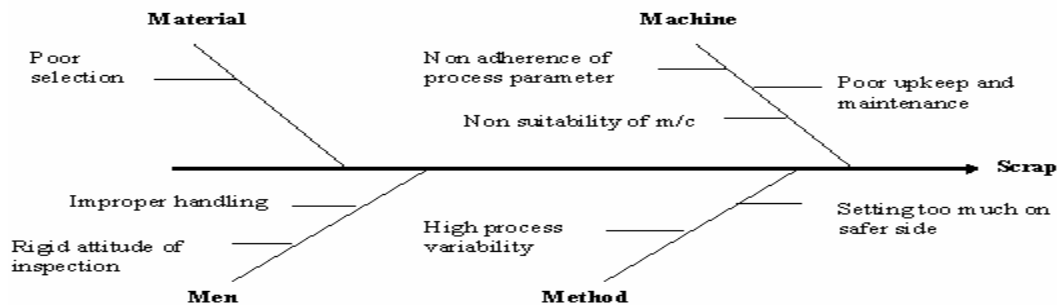 Material
Machine
Poor
selection
Non adherence of
process parameter
Poor upkeep and
maintenance
Non suitability of m/c
Scrap
Improper handling
Rigid attitude of
inspection
High process
variability
Setting too much on
safer side
Men
Method